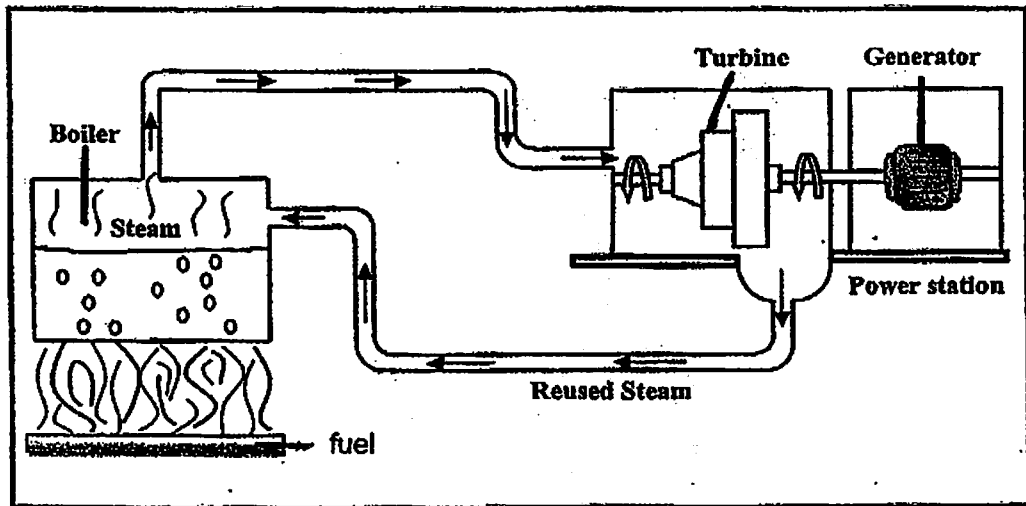 Turbine
Generator
Boiler
Steam
Power station
Reused Steam
fuel